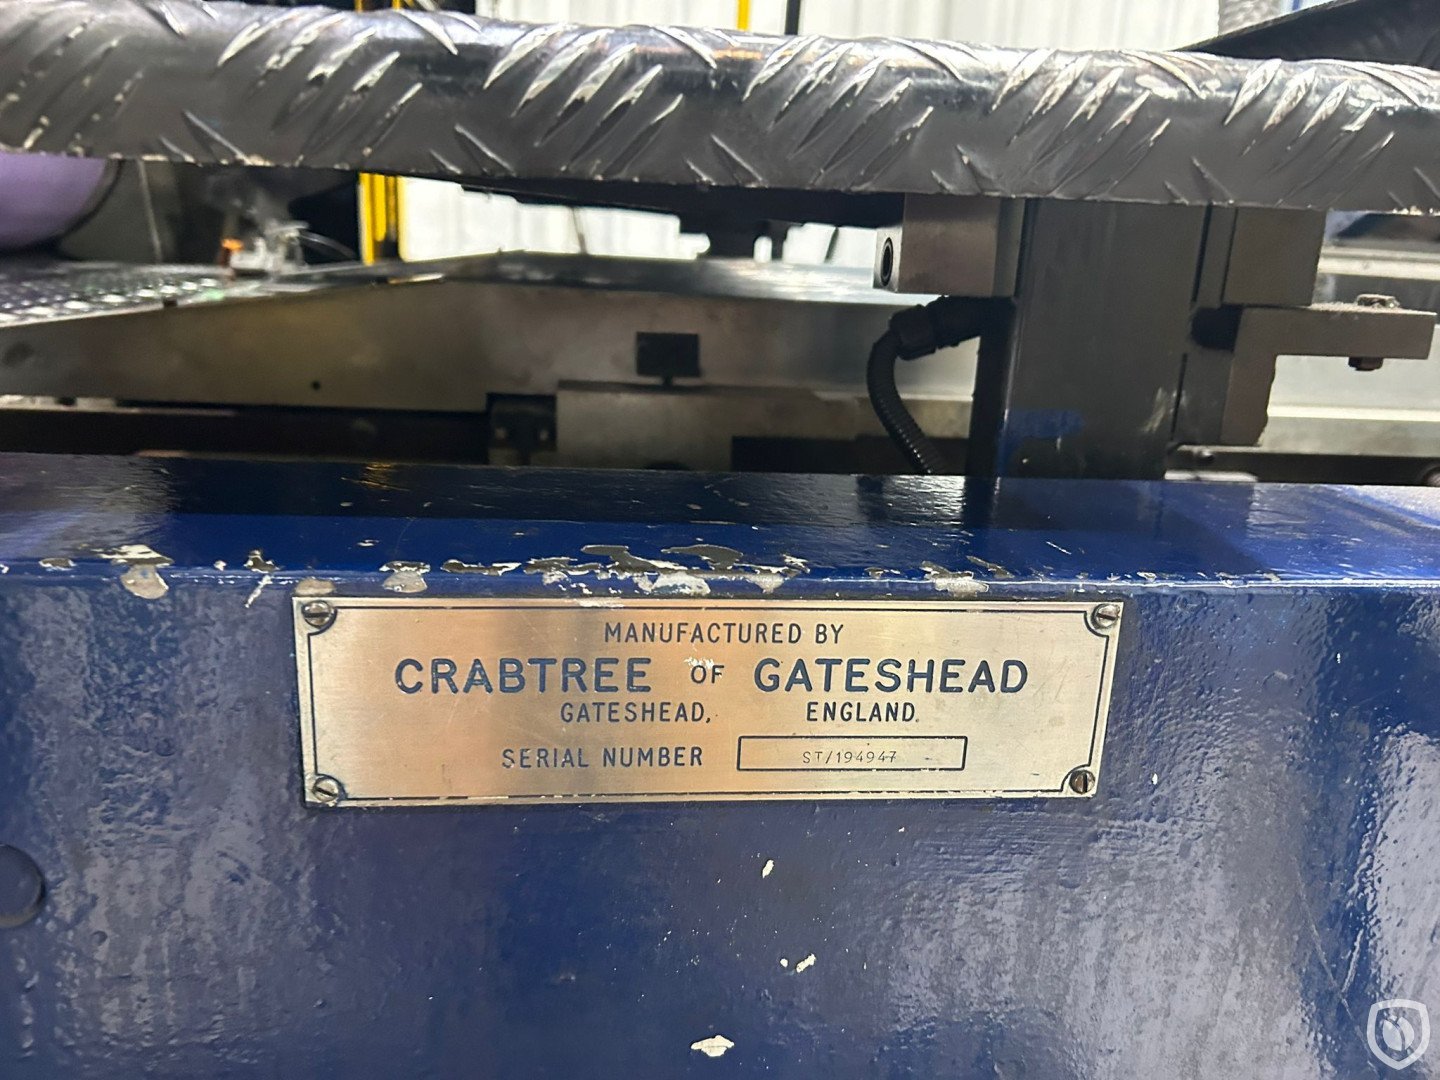 MANUFACTURED BY
CRABTREE OF GATESHEAD
GATESHEAD, ENGLAND.
SERIAL NUMBER ST/194947